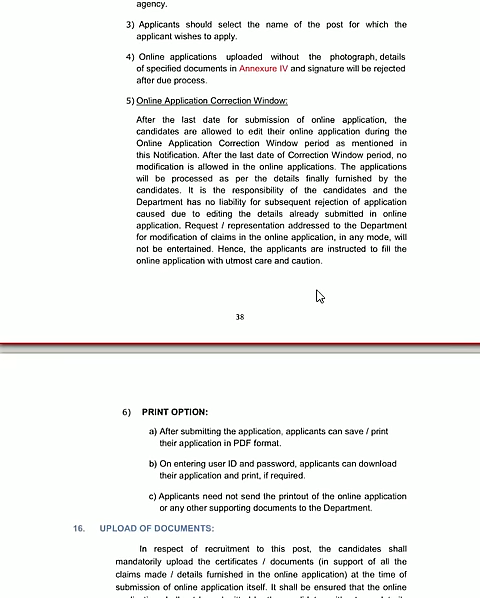 agency.
3) Applicants should select the name of the post for which the
applicant wishes to apply.
4) Online applications uploaded without the photograph, details
of specified documents in Annexure IV and signature will be rejected
after due process.
5) Online Application Correction Window:
After the last date for submission of online application, the
candidates are allowed to edit their online application during the
Online Application Correction Window period as mentioned in
this Notification. After the last date of Correction Window period, no
modification is allowed in the online applications. The applications
will be processed as per the details finally furnished by the
candidates. It is the responsibility of the candidates and the
Department has no liability for subsequent rejection of application
caused due to editing the details already submitted in online
application. Request / representation addressed to the Department
for modification of claims in the online application, in any mode, will
not be entertained. Hence, the applicants are instructed to fill the
online application with utmost care and caution.
38
6) PRINT OPTION:
a) After submitting the application, applicants can save / print
their application in PDF format.
b) On entering user ID and password, applicants can download
their application and print, if required.
c) Applicants need not send the printout of the online application
or any other supporting documents to the Department.
16. UPLOAD OF DOCUMENTS:
In respect of recruitment to this post, the candidates shall
mandatorily upload the certificates / documents (in support of all the
claims made / details furnished in the online application) at the time of
submission of online application itself. It shall be ensured that the online